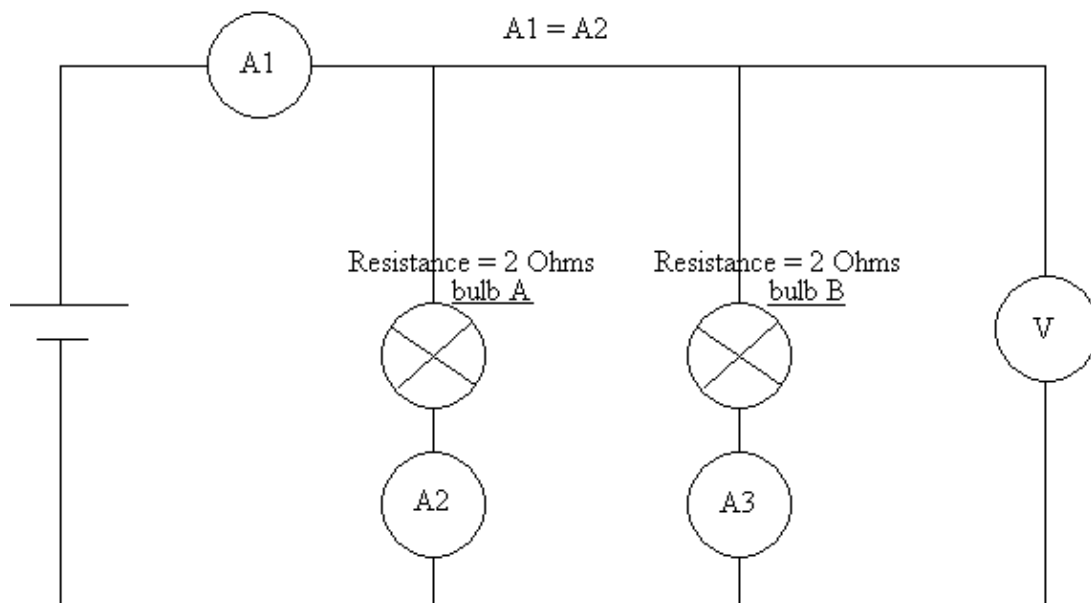 A1 = A2
A1
Resistance = 2 Ohms
bulb A
Resistance = 2 Ohms
bulb B
V
A2
A3